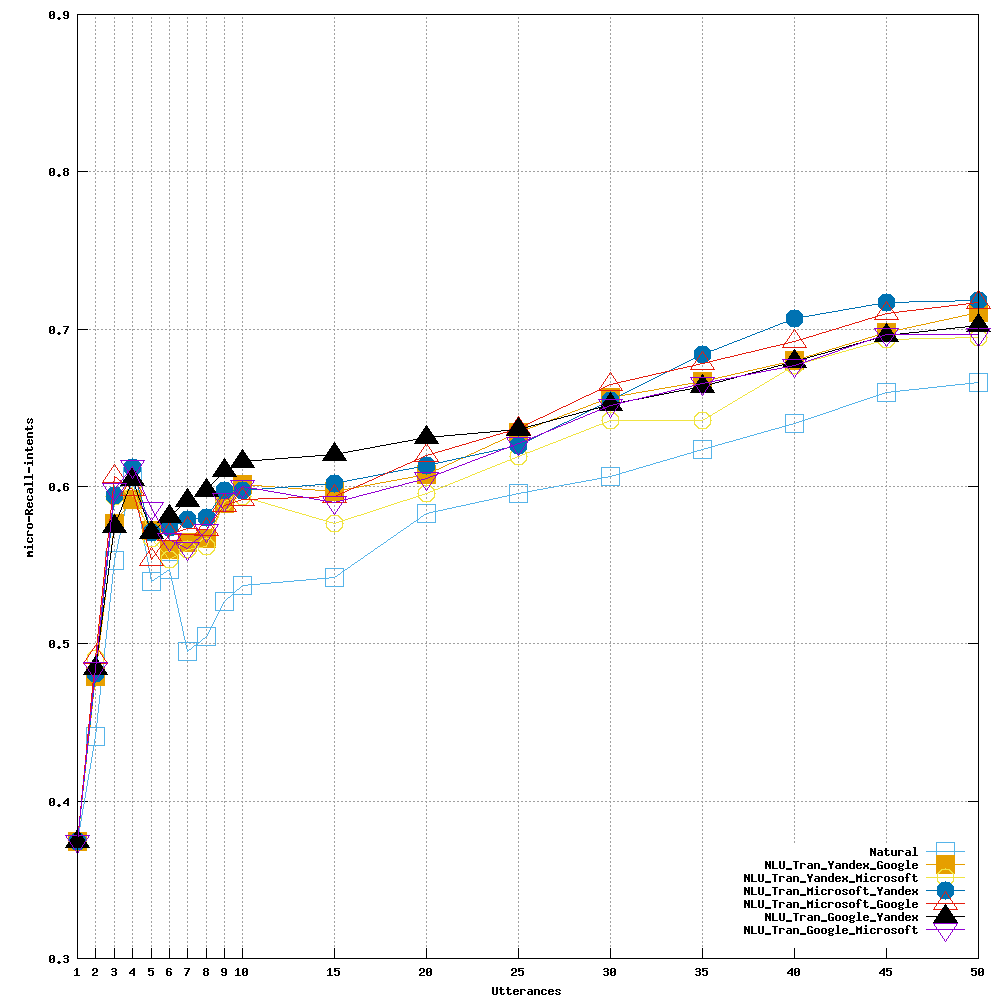 0.9
0.8
0.7
0.6
0.5
0.4
0.3
micro-Recall-intents
Natural
NLU_Tran_Yandex_Google
NLU_Tran_Yandex_Microsoft
NLU_Tran_Microsoft_Yandex
NLU_Tran_Microsoft_Google
NLU_Tran_Google_Yandex
NLU_Tran_Google_Microsoft
1 2 3 4 5 6 7 8 9 10 15 20 25 30 35 40 45 50
Utterances